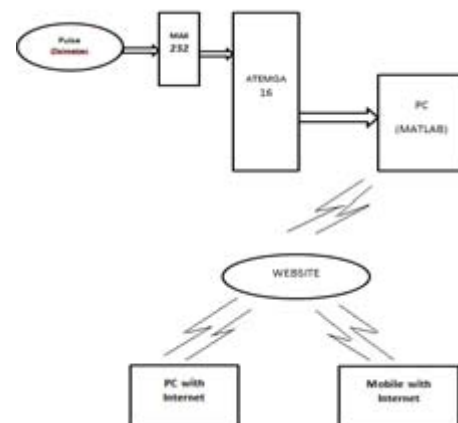 Pulse
Oximeter
MAX
232
ATEMGA
16
PC
(MATLAB)
WEBSITE
PC with
Internet
Mobile with
Internet